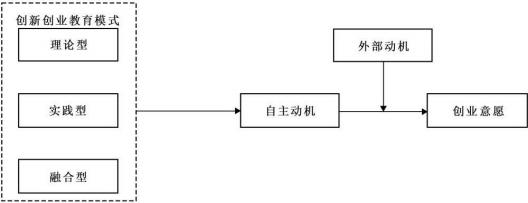 创新创业教育模式
理论型
外部动机
实践型
自主动机
创业意愿
融合型